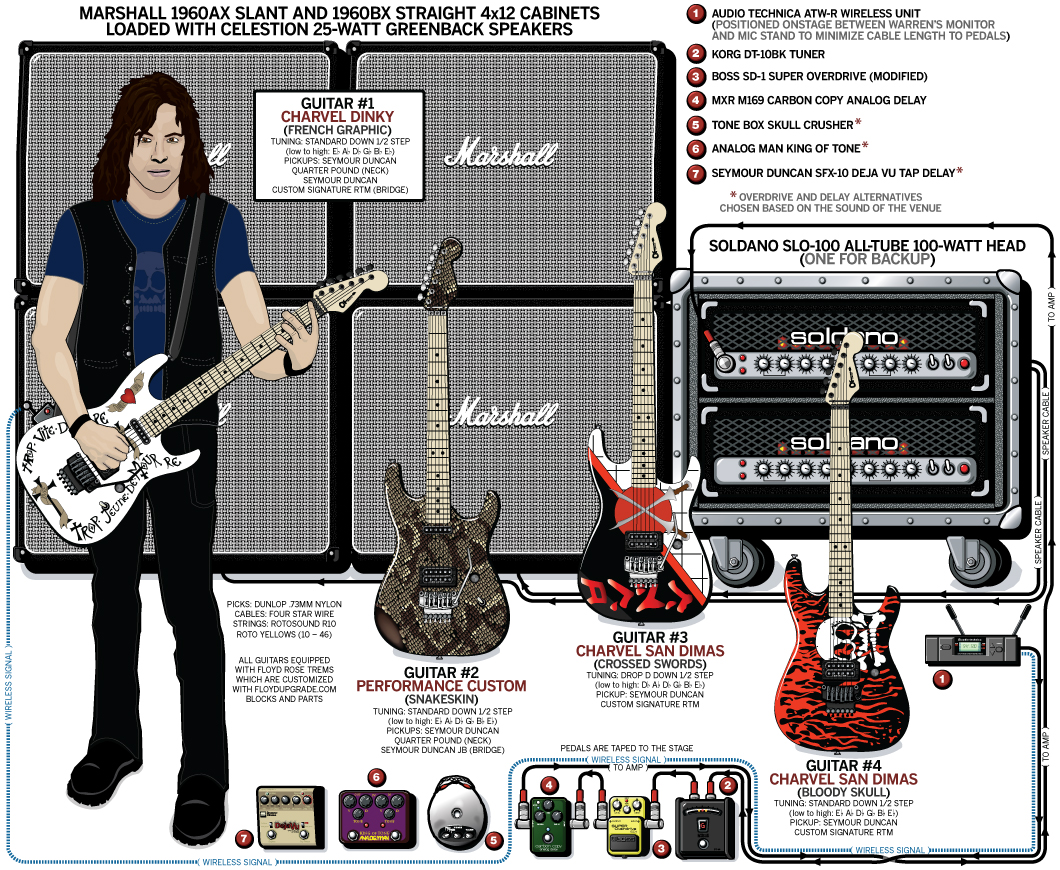 MARSHALL 1960AX SLANT AND 1960BX STRAIGHT 4x12 CABINETS
LOADED WITH CELESTION 25-WATT GREENBACK SPEAKERS
1 AUDIO TECHNICA ATW-R WIRELESS UNIT
(POSITIONED ONSTAGE BETWEEN WARREN'S MONITOR
AND MIC STAND TO MINIMIZE CABLE LENGTH TO PEDALS)
2 KORG DT-10BK TUNER
3 BOSS SD-1 SUPER OVERDRIVE (MODIFIED)
4 MXR M169 CARBON COPY ANALOG DELAY
5 TONE BOX SKULL CRUSHER*
6 ANALOG MAN KING OF TONE*
7 SEYMOUR DUNCAN SFX-10 DEJA VU TAP DELAY*
* OVERDRIVE AND DELAY ALTERNATIVES
CHOSEN BASED ON THE SOUND OF THE VENUE
GUITAR #1
CHARVEL DINKY
(FRENCH GRAPHIC)
TUNING: STANDARD DOWN 1/2 STEP
(low to high: E♭ A♭ D♭ G♭ B♭ E♭)
PICKUPS: SEYMOUR DUNCAN
QUARTER POUND (NECK)
SEYMOUR DUNCAN
CUSTOM SIGNATURE RTM (BRIDGE)
Marshall
Marshall
SOLDANO SLO-100 ALL-TUBE 100-WATT HEAD
(ONE FOR BACKUP)
soldano
soldano
TO AMP
SPEAKER CABLE
SPEAKER CABLE
TO AMP
WIRELESS SIGNAL
TROP
VITE
TROP
JEUNE
PICKS: DUNLOP .73MM NYLON
CABLES: FOUR STAR WIRE
STRINGS: ROTOSOUND R10
ROTO YELLOWS (10 – 46)
ALL GUITARS EQUIPPED
WITH FLOYD ROSE TREMS
WHICH ARE CUSTOMIZED
WITH FLOYDUPGRADE.COM
BLOCKS AND PARTS
GUITAR #2
PERFORMANCE CUSTOM
(SNAKESKIN)
TUNING: STANDARD DOWN 1/2 STEP
(low to high: E♭ A♭ D♭ G♭ B♭ E♭)
PICKUPS: SEYMOUR DUNCAN
QUARTER POUND (NECK)
SEYMOUR DUNCAN JB (BRIDGE)
GUITAR #3
CHARVEL SAN DIMAS
(CROSSED SWORDS)
TUNING: DROP D DOWN 1/2 STEP
(low to high: D♭ A♭ D♭ G♭ B♭ E♭)
PICKUP: SEYMOUR DUNCAN
CUSTOM SIGNATURE RTM
GUITAR #4
CHARVEL SAN DIMAS
(BLOODY SKULL)
TUNING: STANDARD DOWN 1/2 STEP
(low to high: E♭ A♭ D♭ G♭ B♭ E♭)
PICKUP: SEYMOUR DUNCAN
CUSTOM SIGNATURE RTM
1
PEDALS ARE TAPED TO THE STAGE
WIRELESS SIGNAL
TO AMP
7
6
5
4
3
2
KING OF TONE
ANALOGMAN
carbon copy
SUPER OverDrive
WIRELESS SIGNAL
WIRELESS SIGNAL